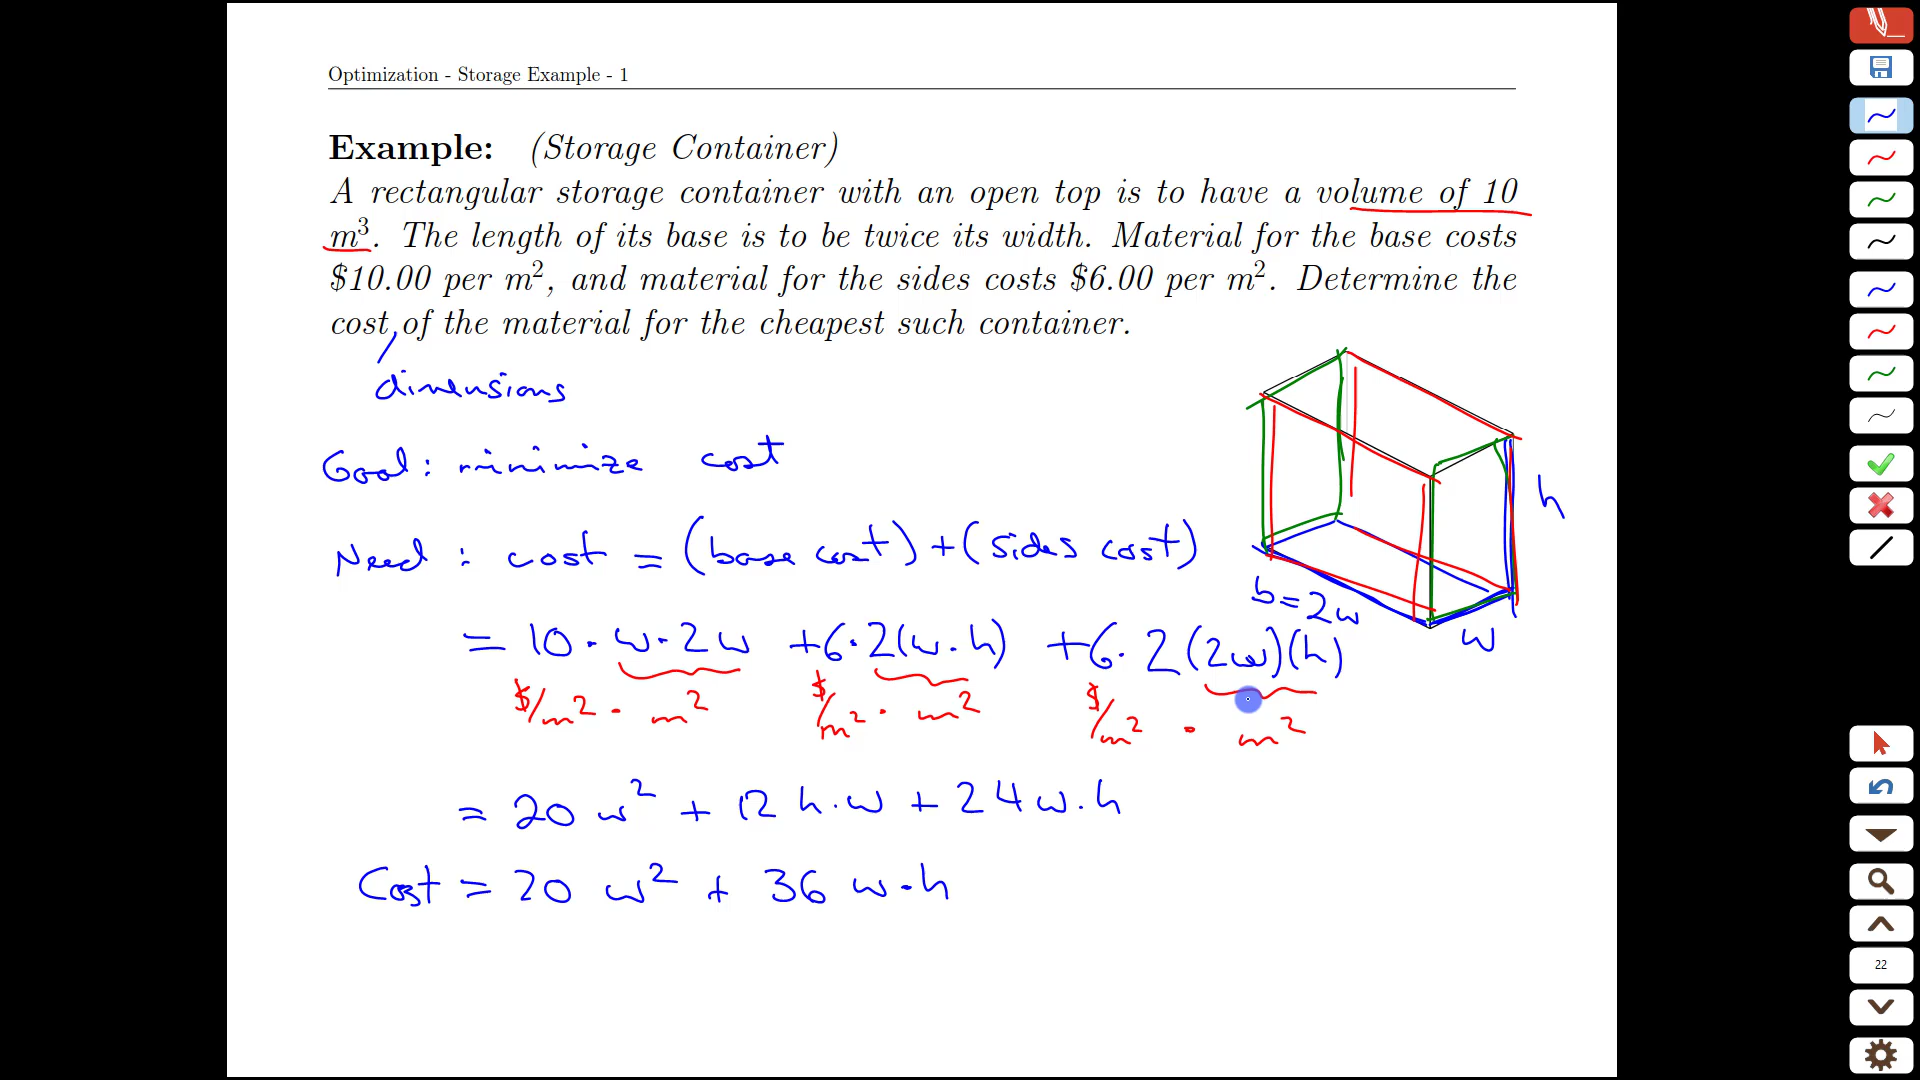 Optimization - Storage Example - 1
Example: (Storage Container)
A rectangular storage container with an open top is to have a volume of 10
m³. The length of its base is to be twice its width. Material for the base costs
$10.00 per m², and material for the sides costs $6.00 per m². Determine the
cost of the material for the cheapest such container.
dimensions
Goal: minimize cost
h
Need: cost = (base cost) + (sides cost)
b = 2w
w
= 10 · w · 2w + 6 · 2(w · h) + 6 · 2(2w)(h)
$/m² · m² $/m² · m² $/m² · m²
= 20 w² + 12 h · w + 24 w · h
Cost = 20 w² + 36 w · h
22